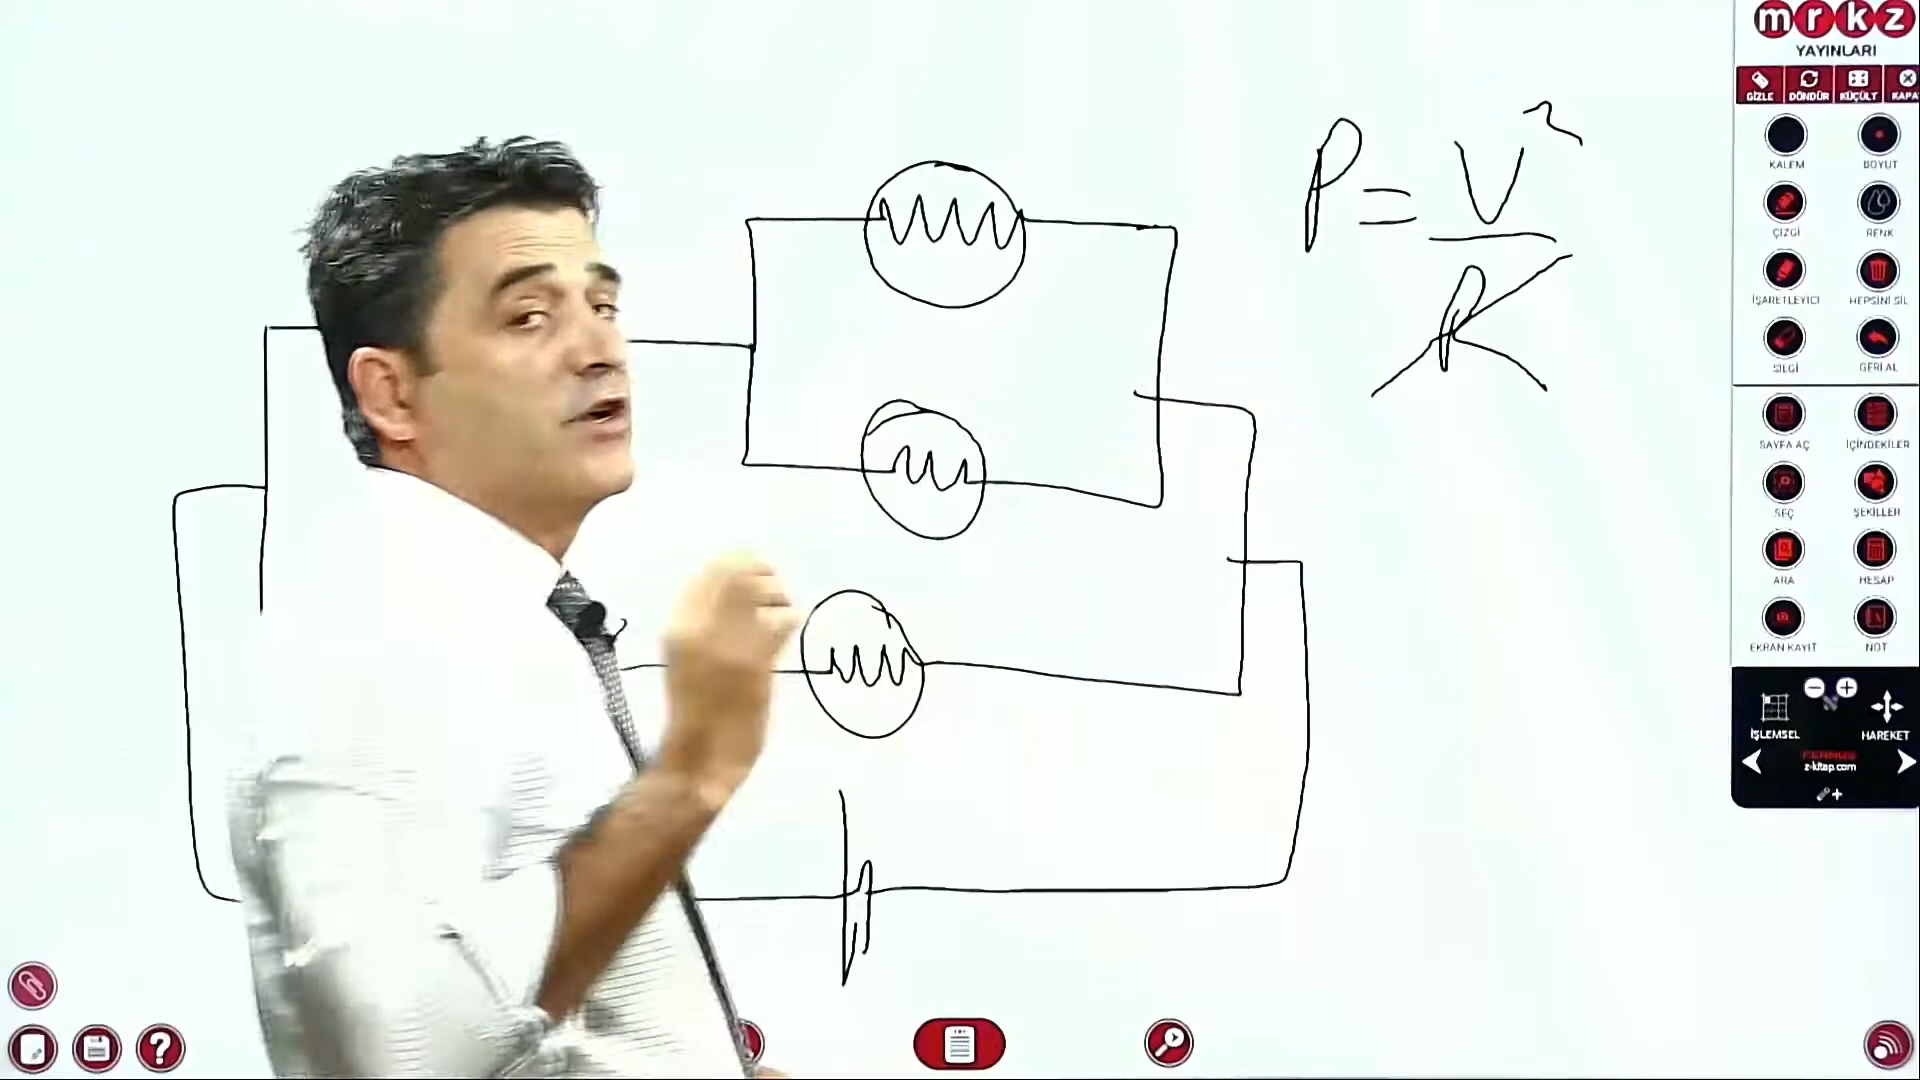 mrkz
YAYINLARI
GİZLE DÖNDÜR KÜÇÜLT KAPA
KALEM BOYUT
ÇİZGİ RENK
İŞARETLEYİCİ HEPSİNİ SİL
SİLGİ GERİ AL
SAYFA AÇ İÇİNDEKİLER
SEÇ ŞEKİLLER
ARA HESAP
EKRAN KAYIT NOT
İŞLEMSEL HAREKET
FERNUS
z-kitap.com
P = V²
R